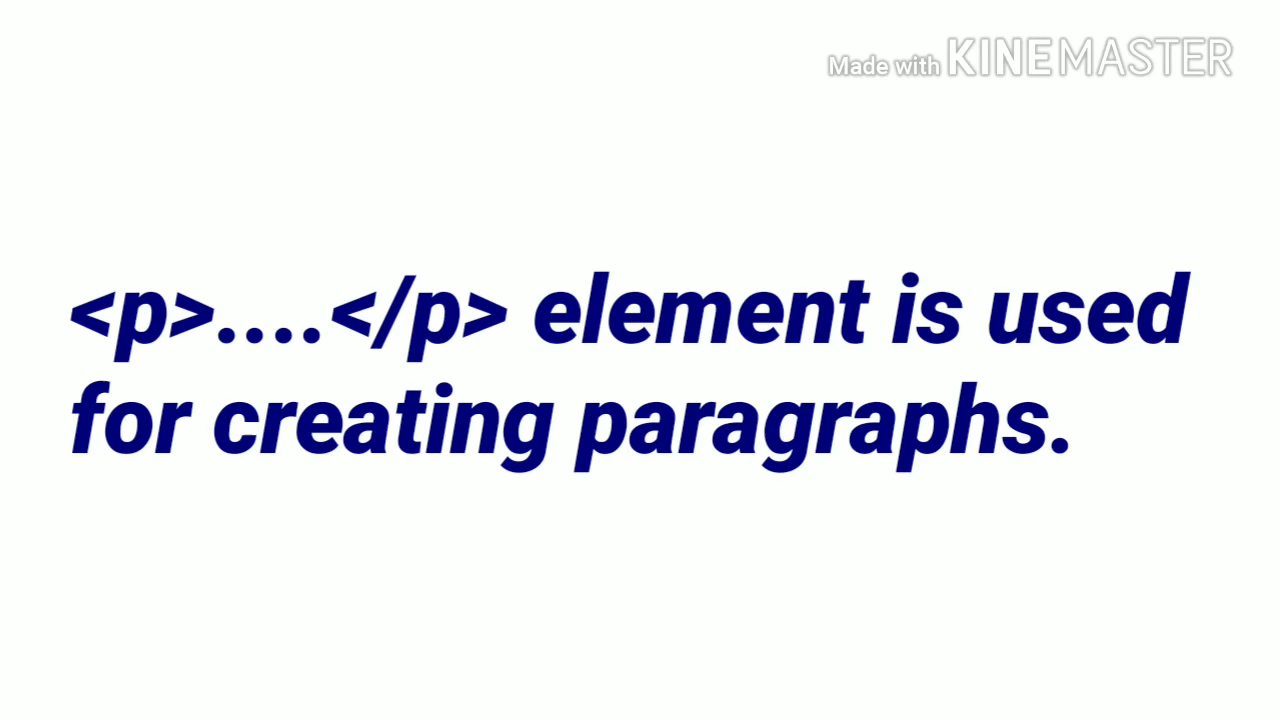 Made with KINEMASTER
<p>....</p> element is used
for creating paragraphs.